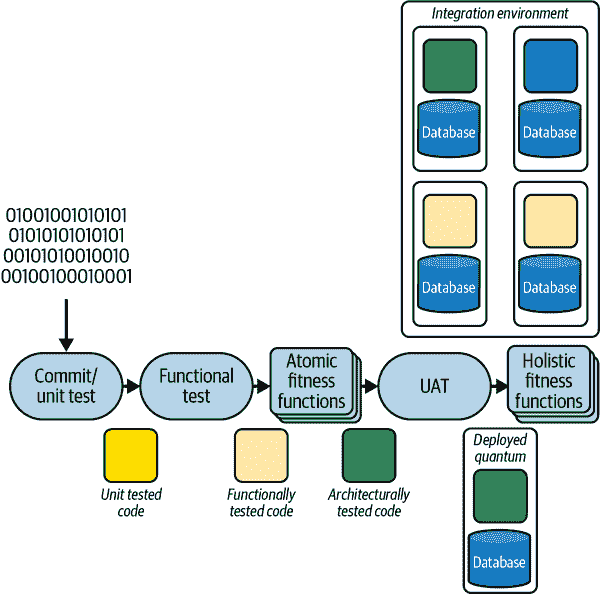 Integration environment
Database
Database
Database
Database
01001001010101
01010101010101
00101010010010
00100100010001
Commit/
unit test
Functional
test
Atomic
fitness
functions
UAT
Holistic
fitness
functions
Unit tested
code
Functionally
tested code
Architecturally
tested code
Deployed
quantum
Database